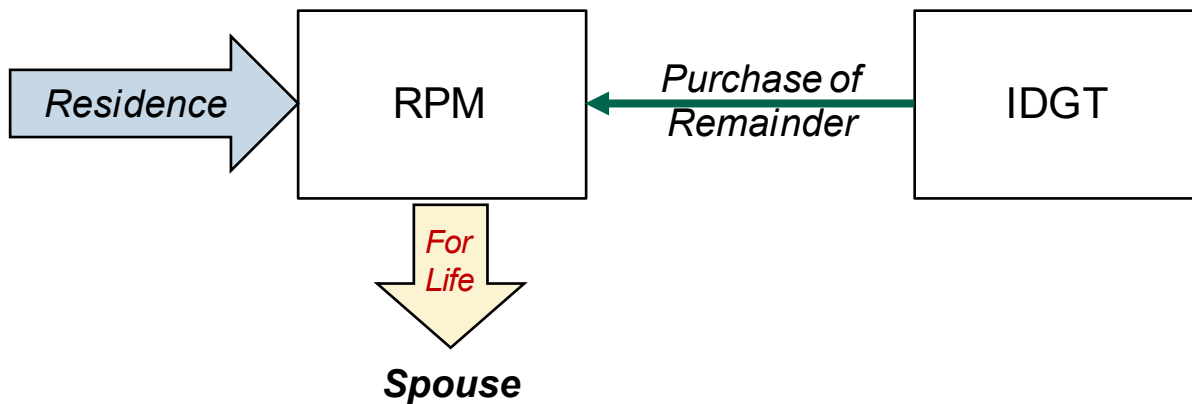 Residence
RPM
Purchase of
Remainder
IDGT
For
Life
Spouse